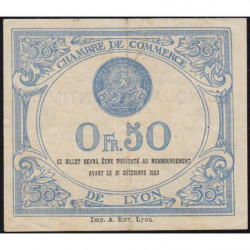 50c 50c
CHAMBRE DE COMMERCE
0 FR. 50
CE BILLET DEVRA ÊTRE PRÉSENTÉ AU REMBOURSEMENT
AVANT LE 31 DÉCEMBRE
DE LYON
50c 50c
Imp. A. REY, Lyon.